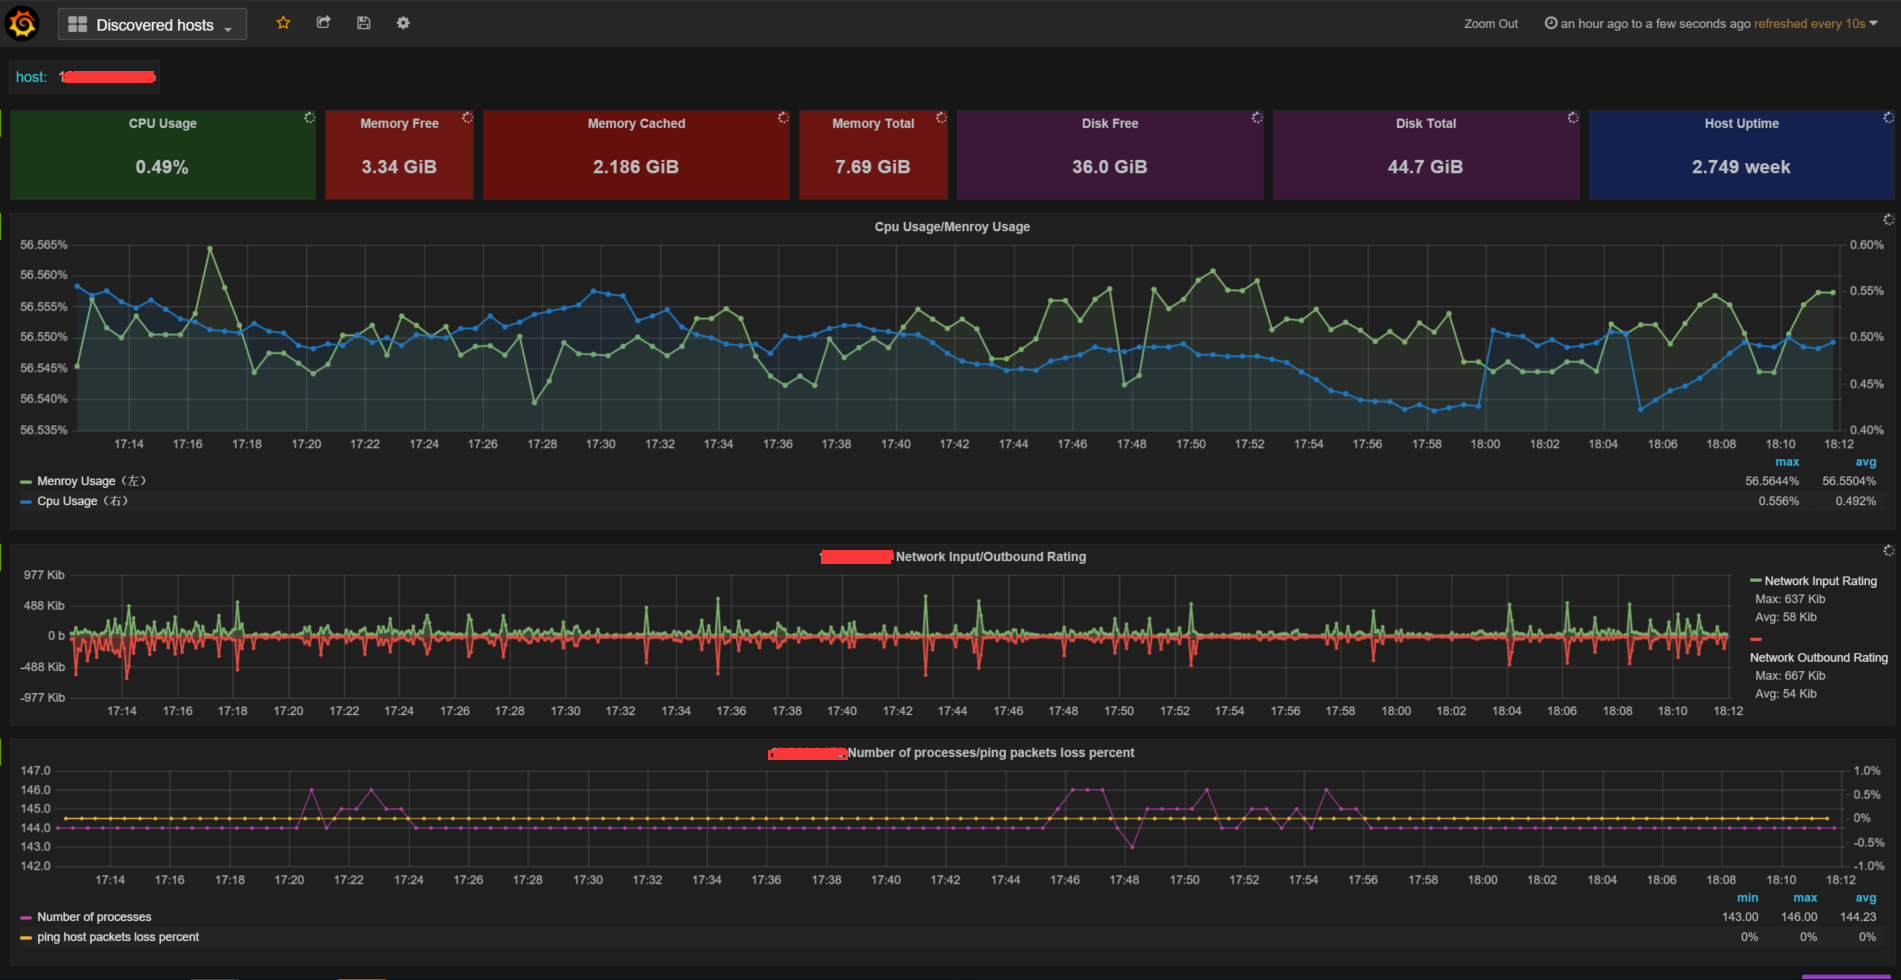 Discovered hosts
Zoom Out an hour ago to a few seconds ago refreshed every 10s
host:
CPU Usage
0.49%
Memory Free
3.34 GiB
Memory Cached
2.186 GiB
Memory Total
7.69 GiB
Disk Free
36.0 GiB
Disk Total
44.7 GiB
Host Uptime
2.749 week
Cpu Usage/Menroy Usage
56.565%
56.560%
56.555%
56.550%
56.545%
56.540%
56.535%
0.60%
0.55%
0.50%
0.45%
0.40%
17:14 17:16 17:18 17:20 17:22 17:24 17:26 17:28 17:30 17:32 17:34 17:36 17:38 17:40 17:42 17:44 17:46 17:48 17:50 17:52 17:54 17:56 17:58 18:00 18:02 18:04 18:06 18:08 18:10 18:12
max avg
Menroy Usage（左） 56.5644% 56.5504%
Cpu Usage（右） 0.556% 0.492%
Network Input/Outbound Rating
977 Kib
488 Kib
0 b
-488 Kib
-977 Kib
17:14 17:16 17:18 17:20 17:22 17:24 17:26 17:28 17:30 17:32 17:34 17:36 17:38 17:40 17:42 17:44 17:46 17:48 17:50 17:52 17:54 17:56 17:58 18:00 18:02 18:04 18:06 18:08 18:10 18:12
Network Input Rating
Max: 637 Kib
Avg: 58 Kib
Network Outbound Rating
Max: 667 Kib
Avg: 54 Kib
Number of processes/ping packets loss percent
147.0
146.0
145.0
144.0
143.0
142.0
1.0%
0.5%
0%
-0.5%
-1.0%
17:14 17:16 17:18 17:20 17:22 17:24 17:26 17:28 17:30 17:32 17:34 17:36 17:38 17:40 17:42 17:44 17:46 17:48 17:50 17:52 17:54 17:56 17:58 18:00 18:02 18:04 18:06 18:08 18:10 18:12
min max avg
Number of processes 143.00 146.00 144.23
ping host packets loss percent 0% 0% 0%